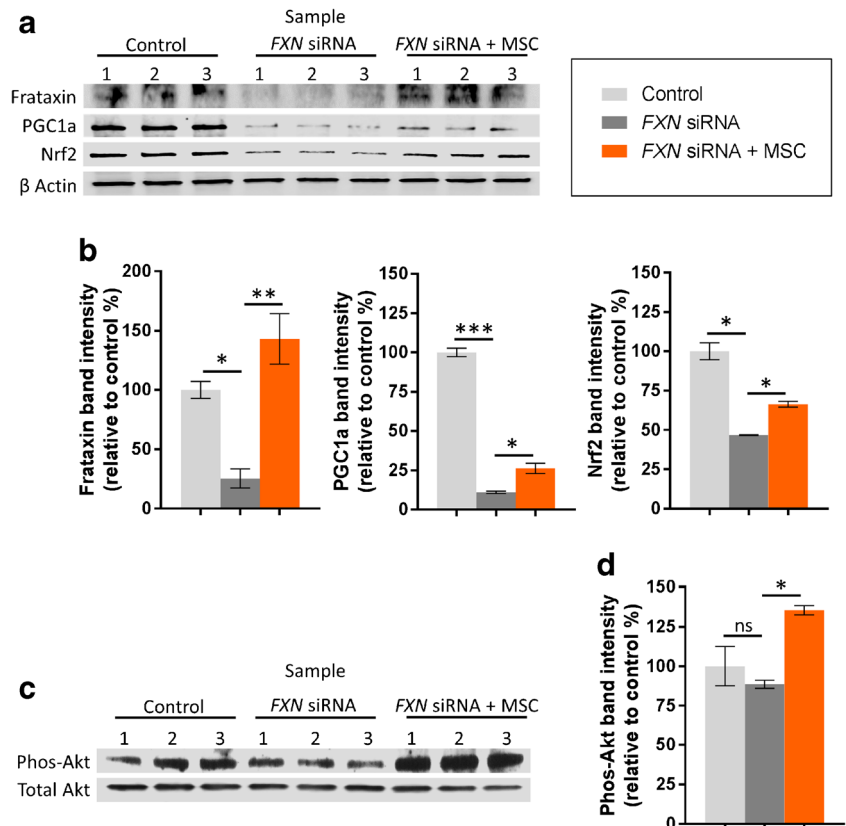 a
Sample
Control FXN siRNA FXN siRNA + MSC
1 2 3 1 2 3 1 2 3
Frataxin
PGC1a
Nrf2
β Actin
Control
FXN siRNA
FXN siRNA + MSC
b
Frataxin band intensity
(relative to control %)
200
150
100
50
0
*
**
PGC1a band intensity
(relative to control %)
150
125
100
75
50
25
0
***
*
Nrf2 band intensity
(relative to control %)
150
125
100
75
50
25
0
*
*
c
Sample
Control FXN siRNA FXN siRNA + MSC
1 2 3 1 2 3 1 2 3
Phos-Akt
Total Akt
d
Phos-Akt band intensity
(relative to control %)
150
125
100
75
50
25
0
ns
*